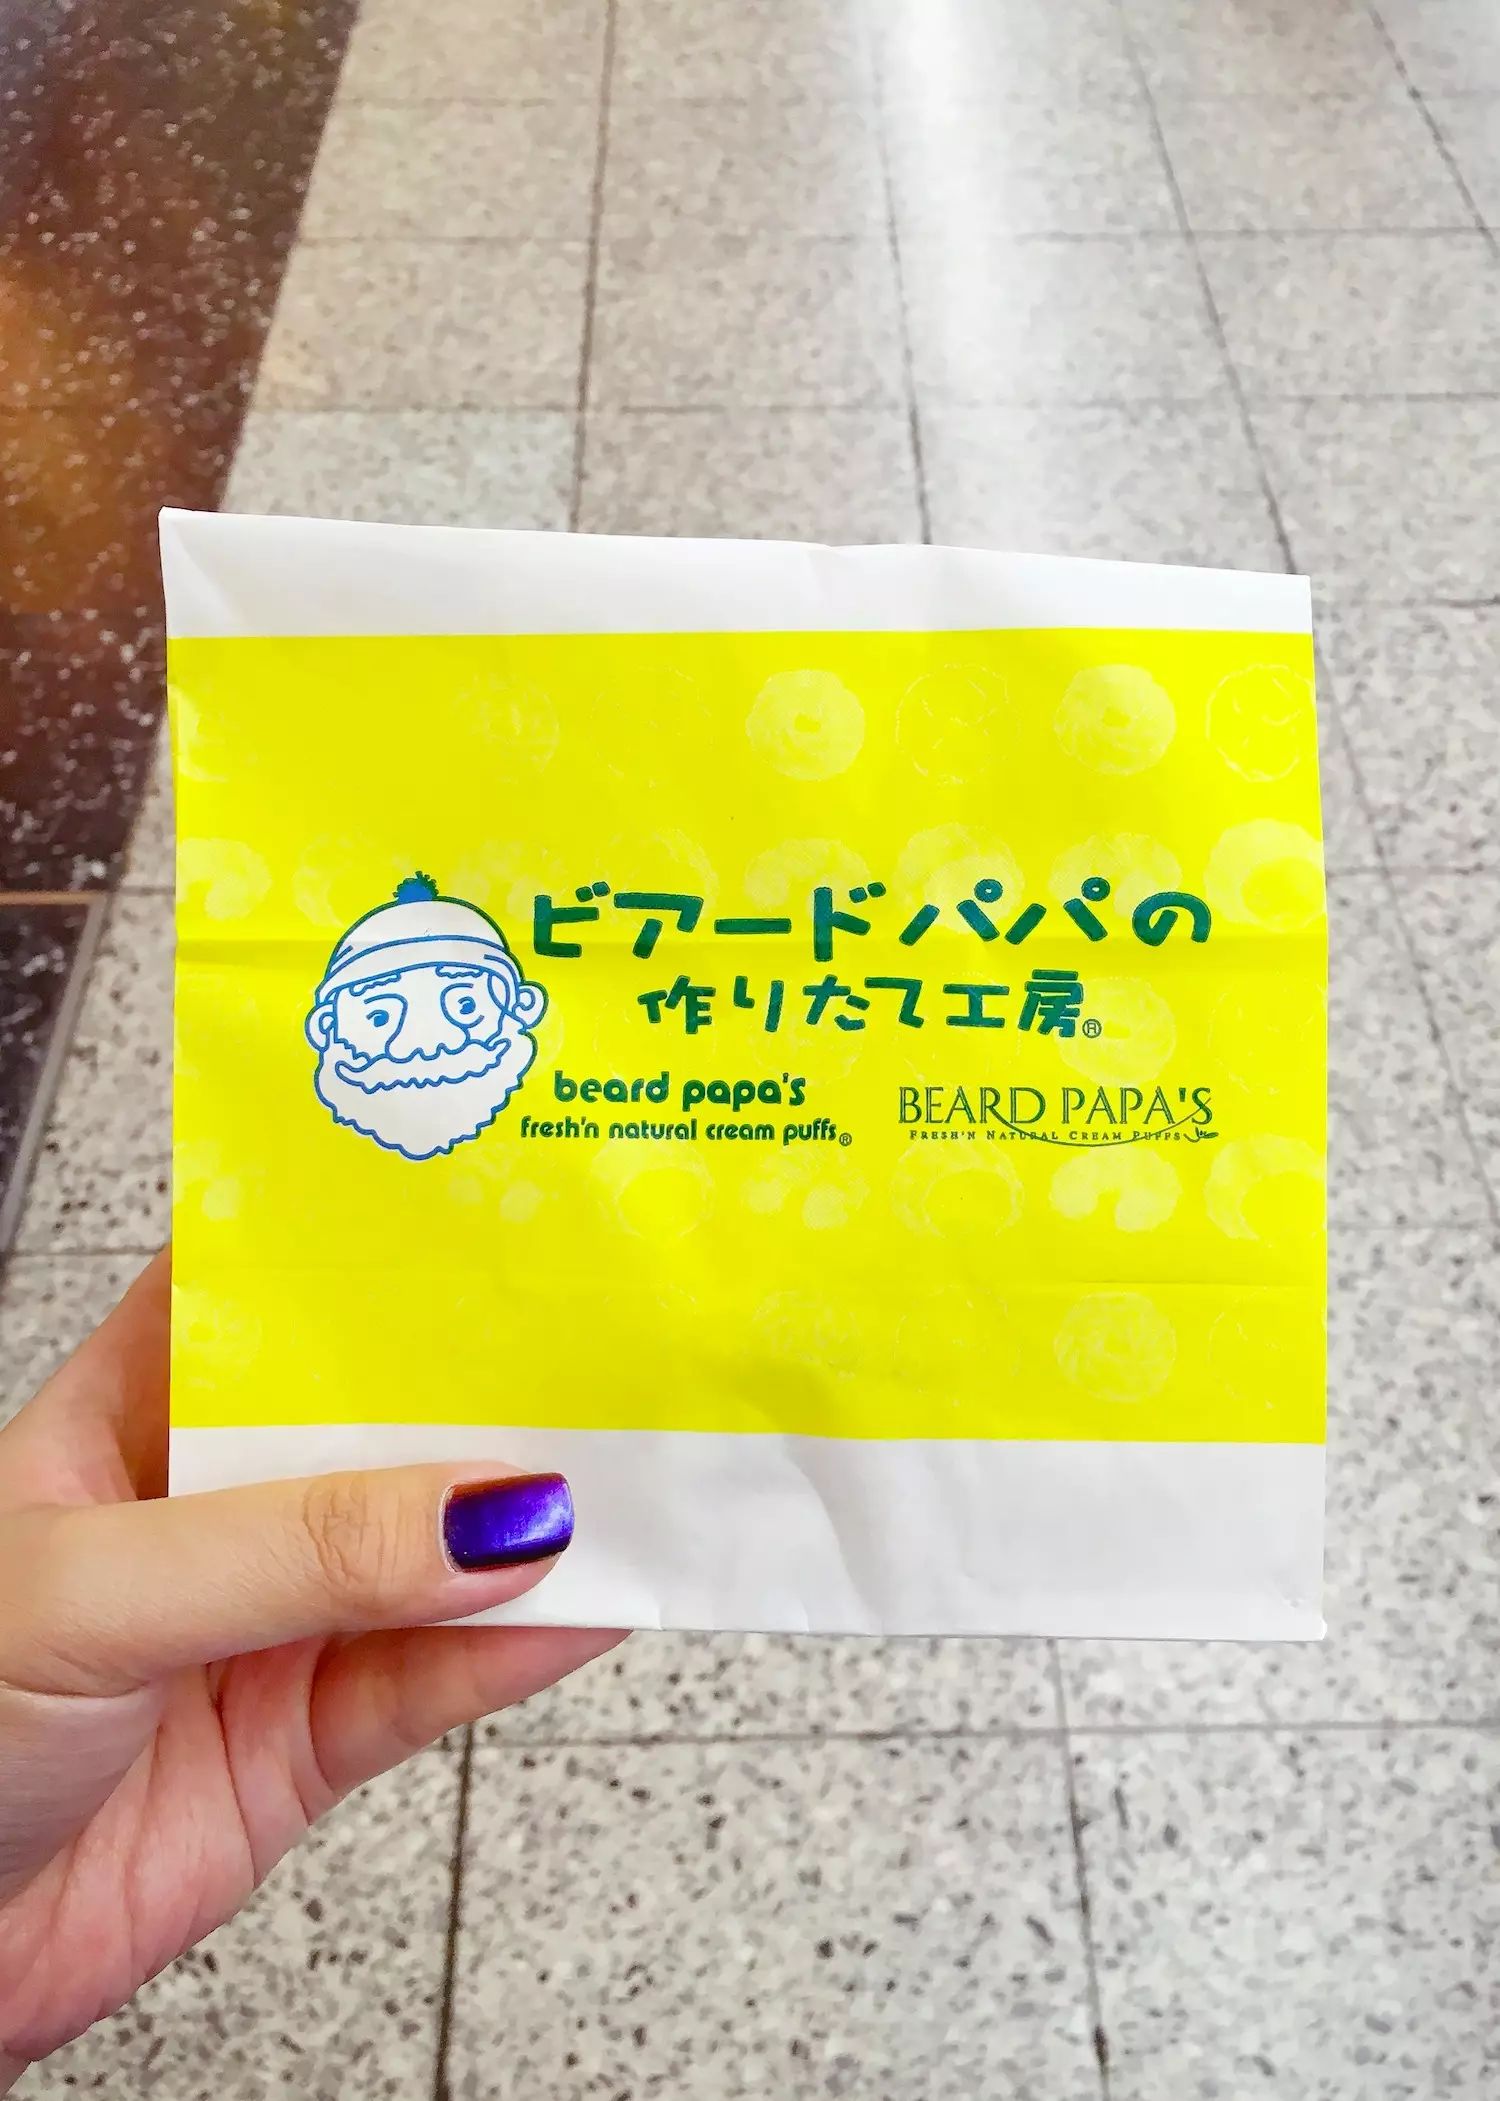 ビアードパパの
作りたて工房®
beard papa's
fresh'n natural cream puffs®
BEARD PAPA'S
FRESH'N NATURAL CREAM PUFFS